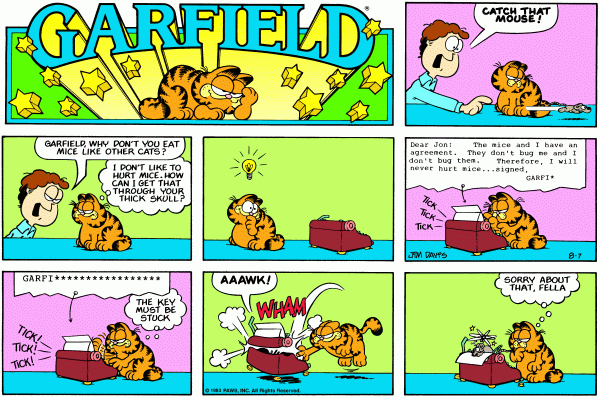 GARFIELD®
CATCH THAT
MOUSE!
GARFIELD, WHY DON'T YOU EAT
MICE LIKE OTHER CATS?
I DON'T LIKE TO
HURT MICE. HOW
CAN I GET THAT
THROUGH YOUR
THICK SKULL?
Dear Jon: The mice and I have an
agreement. They don't bug me and I
don't bug them. Therefore, I will
never hurt mice...signed,
GARFI*
TICK
TICK
TICK
JIM DAVIS
8-7
GARFI*****************
THE KEY
MUST BE
STUCK
TICK!
TICK!
TICK!
AAAWK!
WHAM
© 1983 PAWS, INC. All Rights Reserved.
SORRY ABOUT
THAT, FELLA